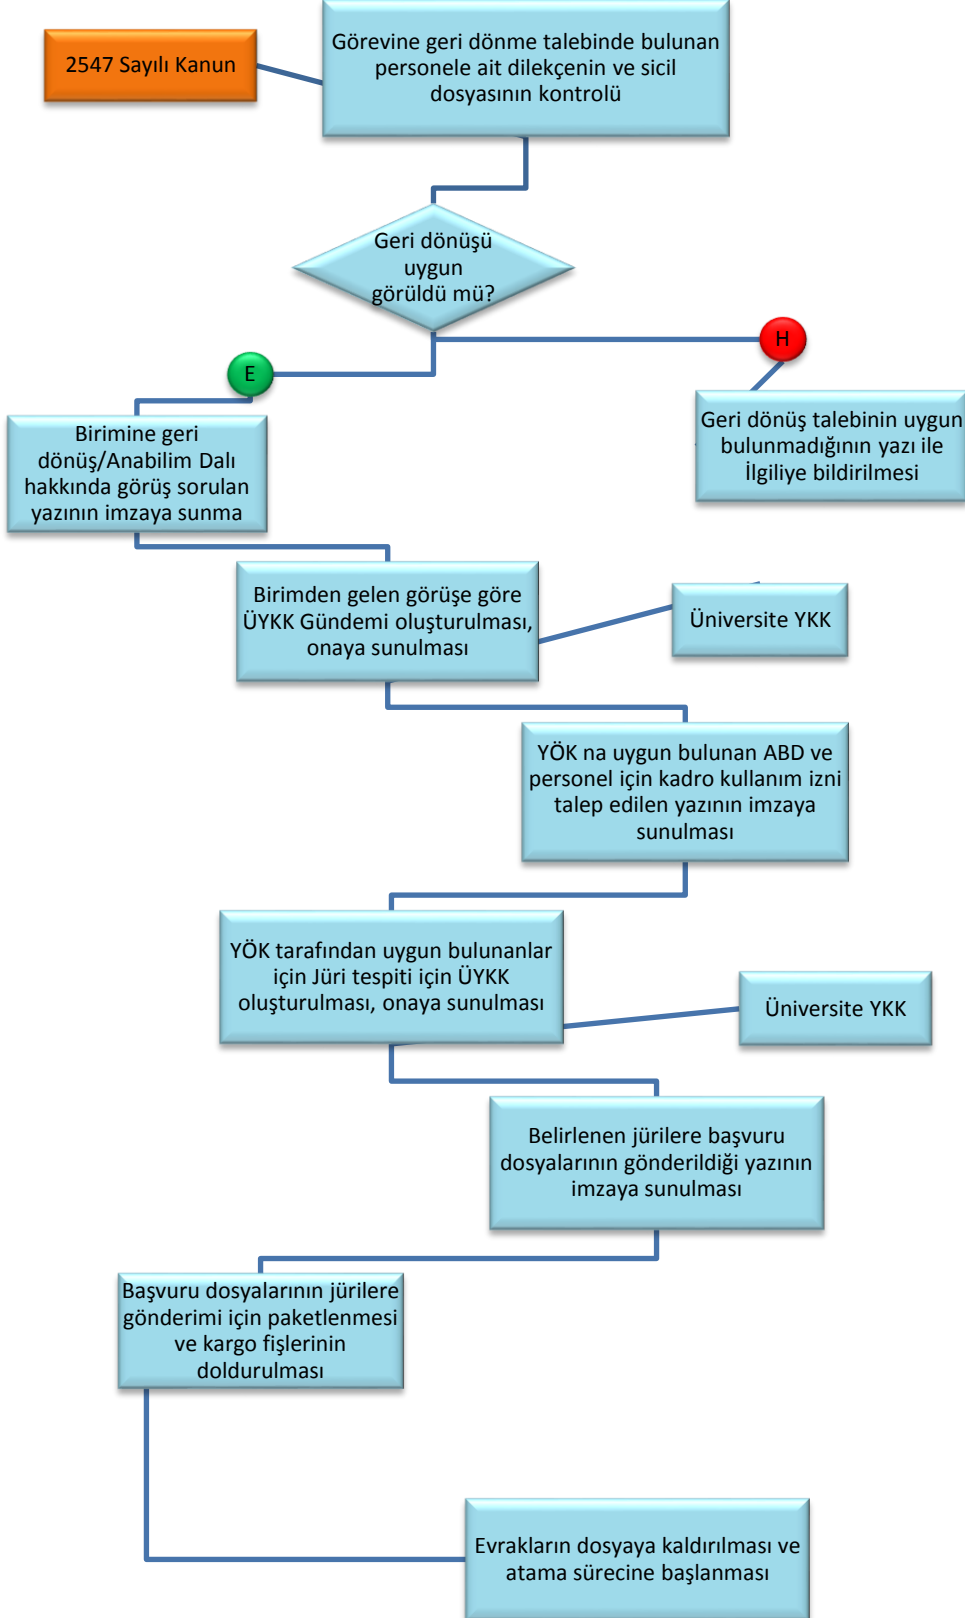 2547 Sayılı Kanun
Görevine geri dönme talebinde bulunan
personele ait dilekçenin ve sicil
dosyasının kontrolü
Geri dönüşü
uygun
görüldü mü?
H
E
Geri dönüş talebinin uygun
bulunmadığının yazı ile
İlgiliye bildirilmesi
Birimine geri
dönüş/Anabilim Dalı
hakkında görüş sorulan
yazının imzaya sunma
Birimden gelen görüşe göre
ÜYKK Gündemi oluşturulması,
onaya sunulması
Üniversite YKK
YÖK na uygun bulunan ABD ve
personel için kadro kullanım izni
talep edilen yazının imzaya
sunulması
YÖK tarafından uygun bulunanlar
için Jüri tespiti için ÜYKK
oluşturulması, onaya sunulması
Üniversite YKK
Belirlenen jürilere başvuru
dosyalarının gönderildiği yazının
imzaya sunulması
Başvuru dosyalarının jürilere
gönderimi için paketlenmesi
ve kargo fişlerinin
doldurulması
Evrakların dosyaya kaldırılması ve
atama sürecine başlanması